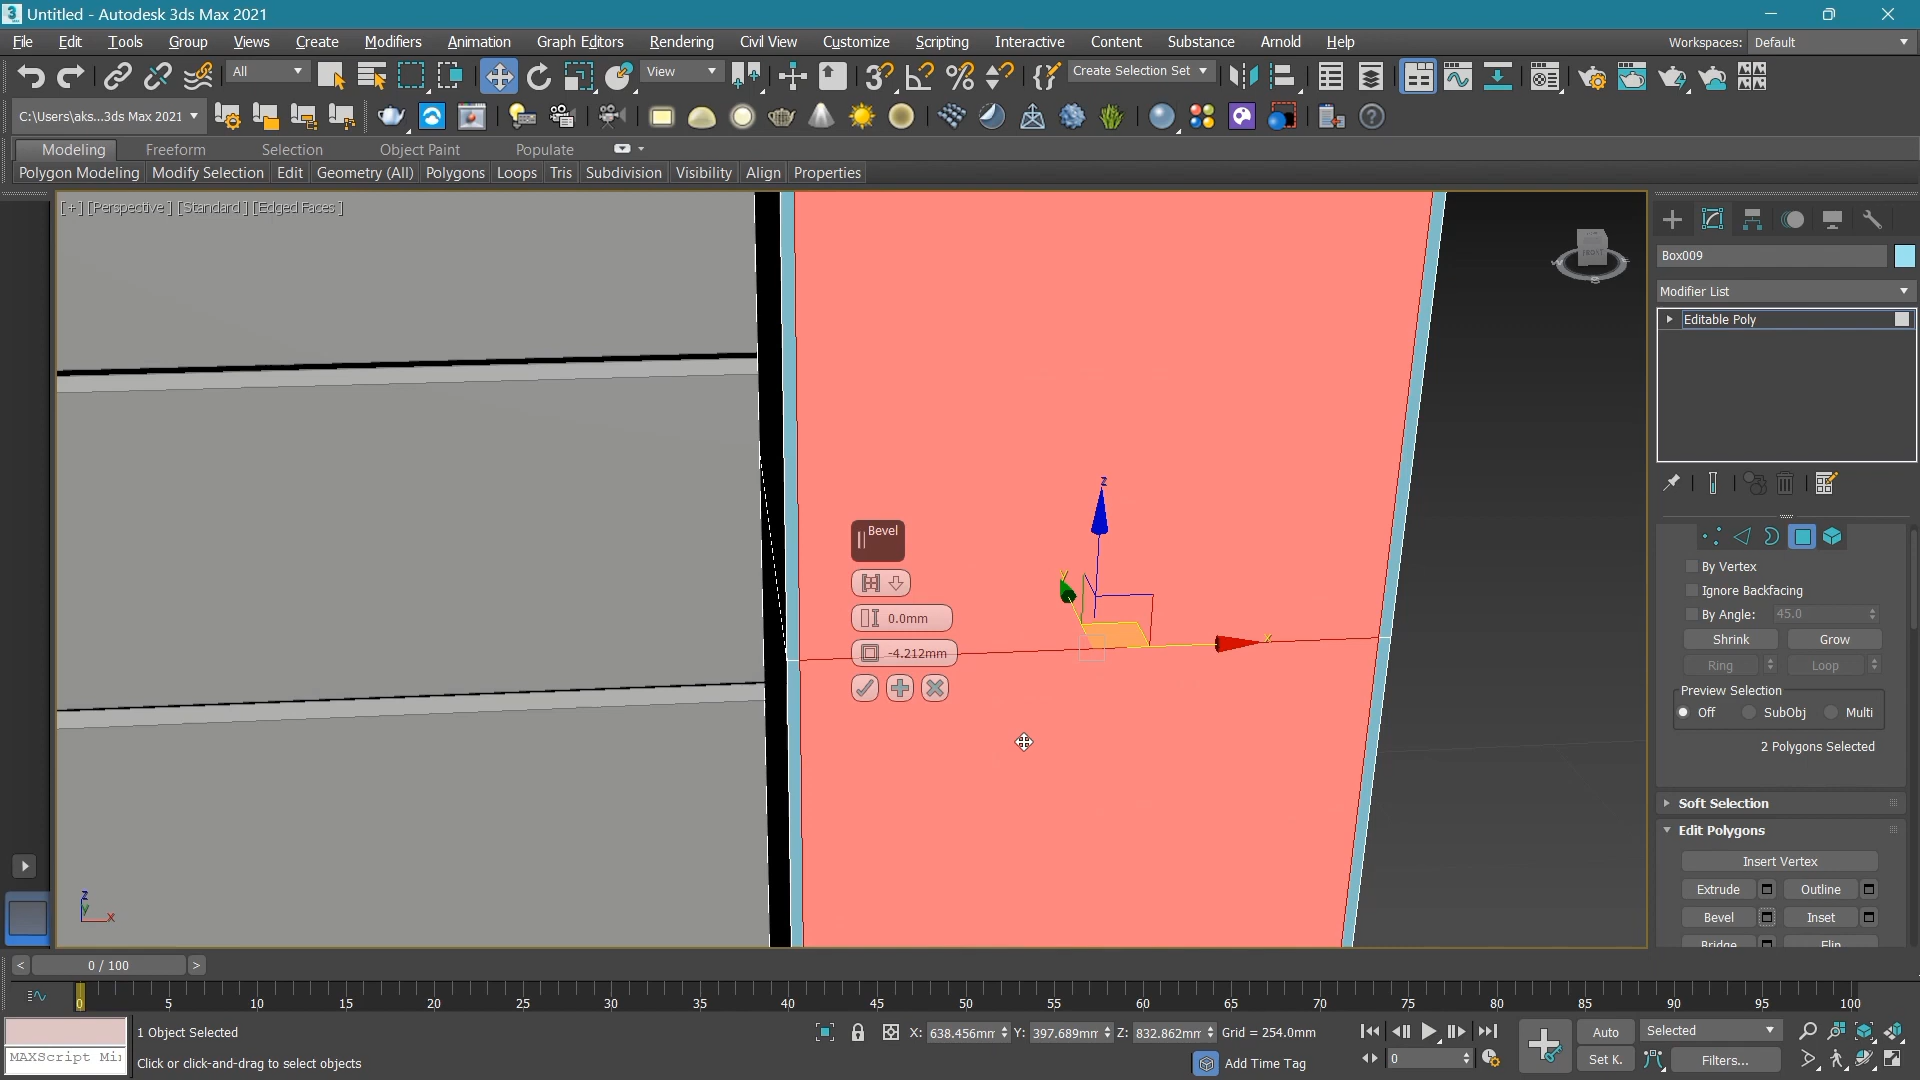 Untitled - Autodesk 3ds Max 2021
File Edit Tools Group Views Create Modifiers Animation Graph Editors Rendering Civil View Customize Scripting Interactive Content Substance Arnold Help Workspaces: Default
All View Create Selection Set
C:\Users\aks...3ds Max 2021
Modeling Freeform Selection Object Paint Populate
Polygon Modeling Modify Selection Edit Geometry (All) Polygons Loops Tris Subdivision Visibility Align Properties
[+] [Perspective ] [Standard ] [Edged Faces ]
Box009
Modifier List
Editable Poly
z
Bevel
y
0.0mm
x
-4.212mm
By Vertex
Ignore Backfacing
By Angle: 45.0
Shrink Grow
Ring Loop
Preview Selection
Off SubObj Multi
2 Polygons Selected
Soft Selection
Edit Polygons
Insert Vertex
Extrude Outline
Bevel Inset
Bridge Flip
z
y
x
< 0 / 100 >
0 5 10 15 20 25 30 35 40 45 50 55 60 65 70 75 80 85 90 95 100
1 Object Selected X: 638.456mm Y: 397.689mm Z: 832.862mm Grid = 254.0mm Auto Selected
MAXScript Mi Click or click-and-drag to select objects Add Time Tag 0 Set K. Filters...